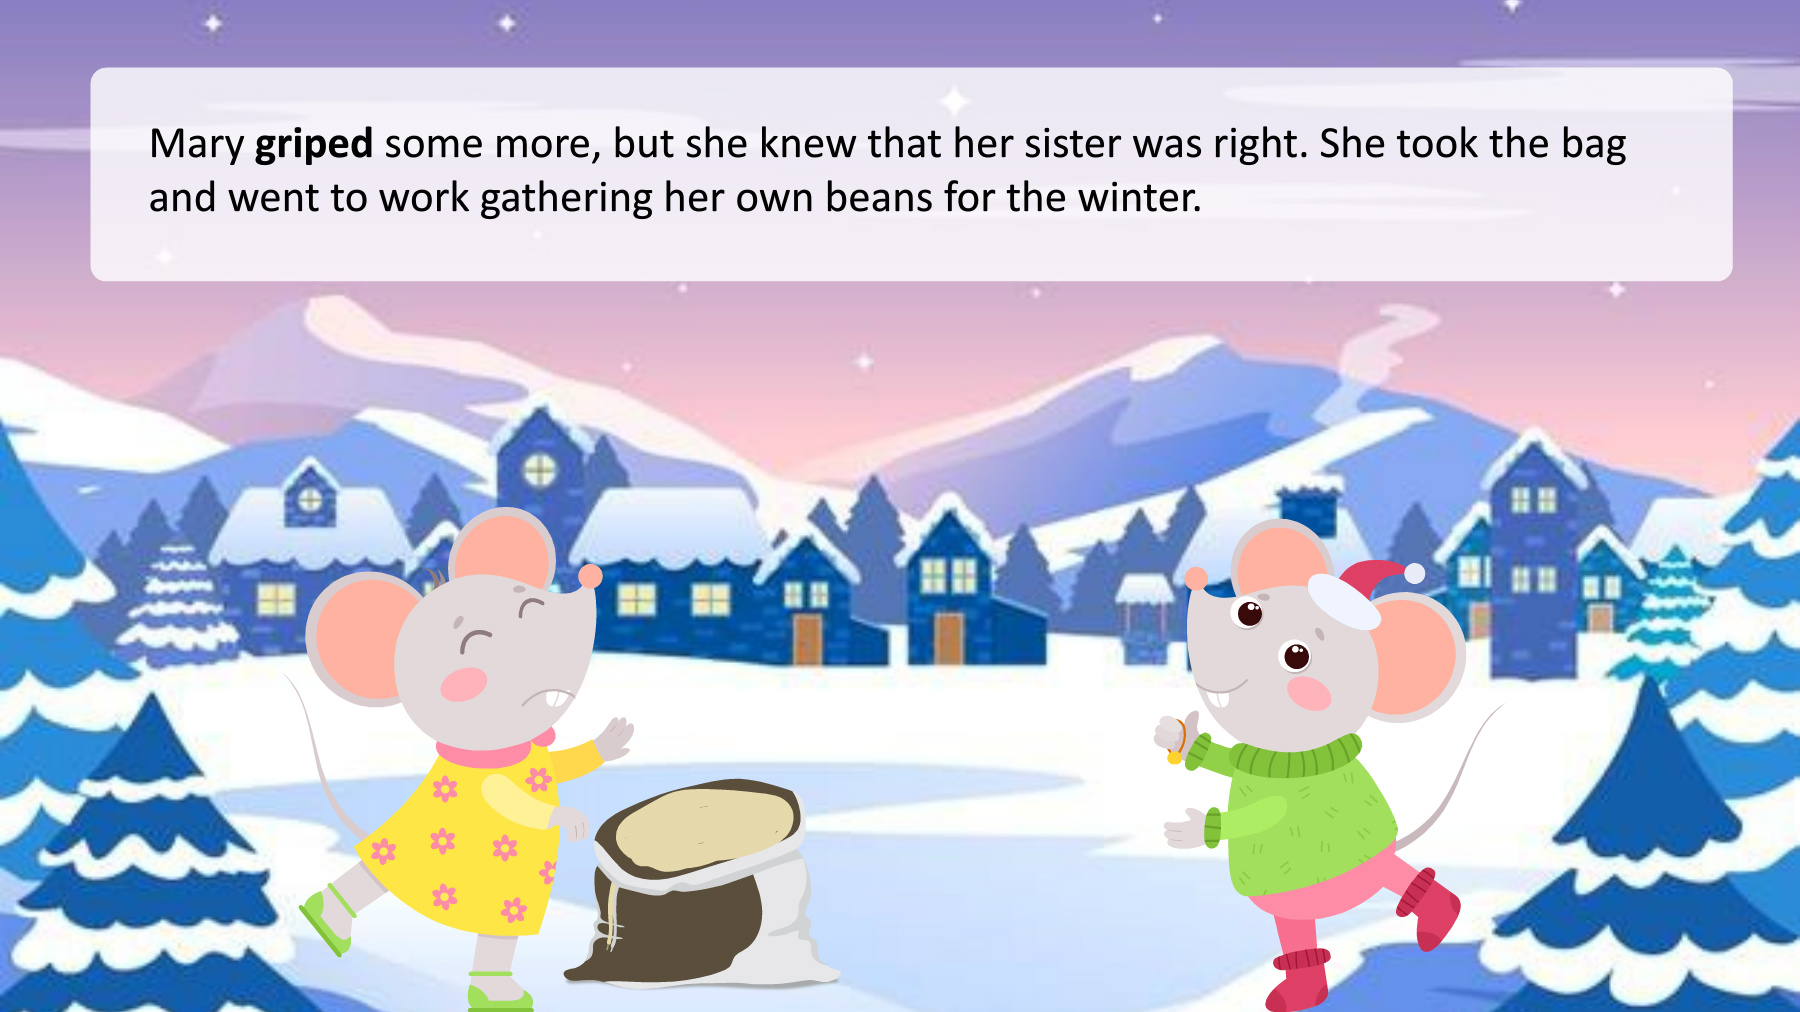 Mary griped some more, but she knew that her sister was right. She took the bag
and went to work gathering her own beans for the winter.